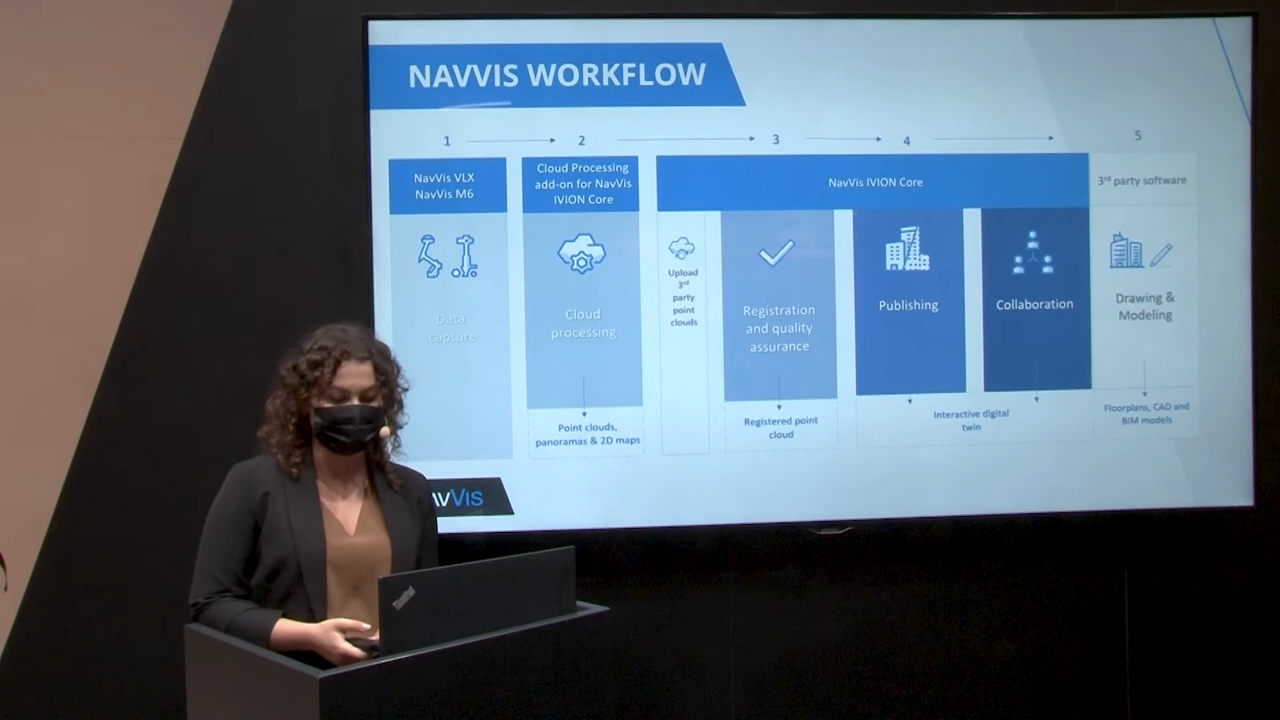 NAVVIS WORKFLOW
1
2
3
4
5
NavVis VLX
NavVis M6
Cloud Processing
add-on for NavVis
IVION Core
NavVis IVION Core
3rd party software
Data
capture
Cloud
processing
Upload
3rd
party
point
clouds
Registration
and quality
assurance
Publishing
Collaboration
Drawing &
Modeling
Point clouds,
panoramas & 2D maps
Registered point
cloud
Interactive digital
twin
Floorplans, CAD and
BIM models
AVVIS
ThinkPad